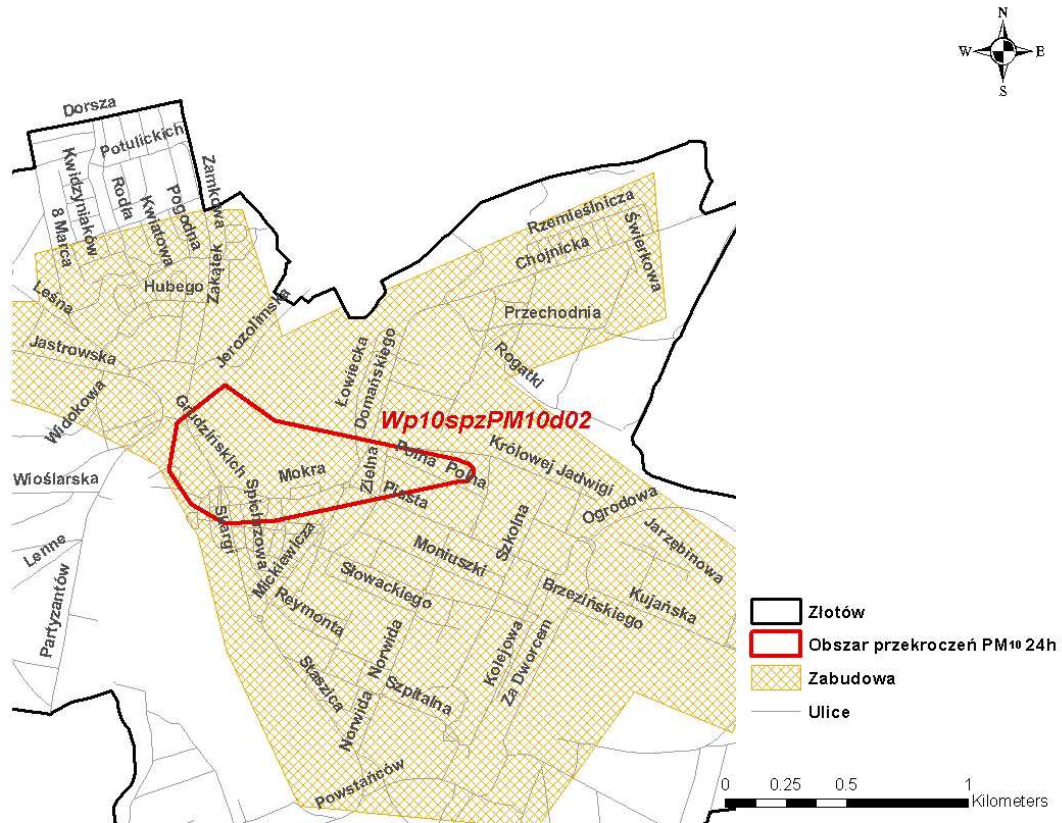 N
W E
S
Dorsza
Potulickich
Kwidzyniaków
8 Marca
Rodła
Kwiatowa
Pogodna
Zamkowa
Zakątek
Hubego
Leśna
Jastrowska
Widokowa
Jerozolimska
Rzemieślnicza
Chojnicka
Świerkowa
Przechodnia
Rogatki
Łowiecka
Domańskiego
Wp10spzPM10d02
Grudzińskich
Mokra
Zielna
Polna
Polna
Królowej Jadwigi
Ogrodowa
Jarzębinowa
Wioślarska
Skargi
Spichrzowa
Piasta
Mickiewicza
Moniuszki
Szkolna
Słowackiego
Brzezińskiego
Kujańska
Lenne
Partyzantów
Reymonta
Staszica
Norwida
Norwida
Szpitalna
Kolejowa
Za Dworcem
Powstańców
Złotów
Obszar przekroczeń PM10 24h
Zabudowa
Ulice
0 0.25 0.5 1
Kilometers